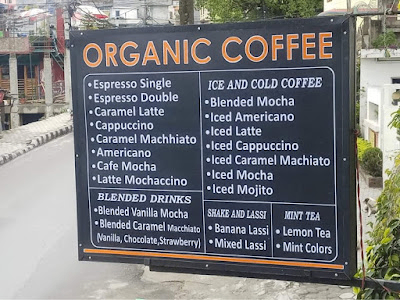 ORGANIC COFFEE
• Espresso Single
• Espresso Double
• Caramel Latte
• Cappuccino
• Caramel Machhiato
• Americano
• Cafe Mocha
• Latte Mochaccino
ICE AND COLD COFFEE
• Blended Mocha
• Iced Americano
• Iced Latte
• Iced Cappuccino
• Iced Caramel Machiato
• Iced Mocha
• Iced Mojito
BLENDED DRINKS
• Blended Vanilla Mocha
• Blended Caramel Macchiato
(Vanilla, Chocolate,Strawberry)
SHAKE AND LASSI
• Banana Lassi
• Mixed Lassi
MINT TEA
• Lemon Tea
• Mint Colors